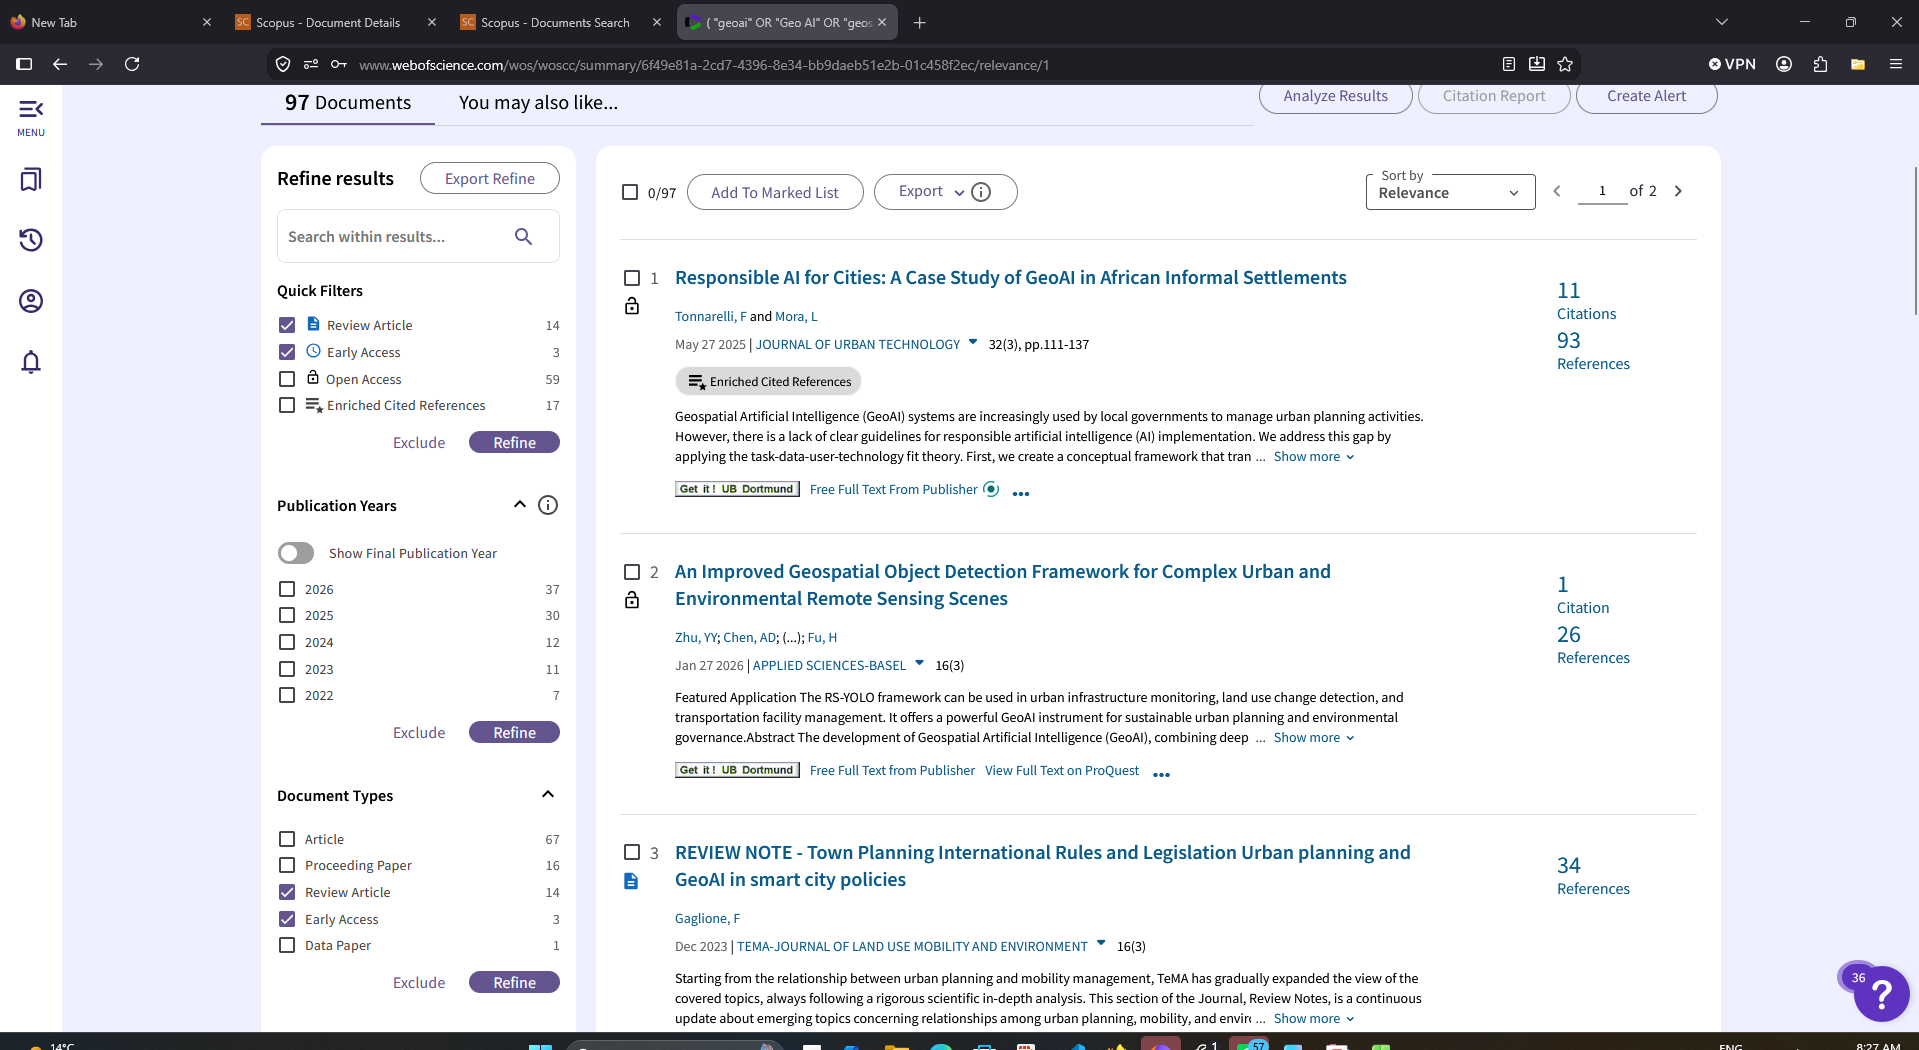 New Tab
Scopus - Document Details
Scopus - Documents Search
( "geoai" OR "Geo AI" OR "geos
www.webofscience.com/wos/woscc/summary/6f49e81a-2cd7-4396-8e34-bb9daeb51e2b-01c458f2ec/relevance/1
VPN
MENU
97 Documents
You may also like...
Analyze Results
Citation Report
Create Alert
Refine results
Export Refine
Search within results...
Quick Filters
Review Article 14
Early Access 3
Open Access 59
Enriched Cited References 17
Exclude Refine
Publication Years
Show Final Publication Year
2026 37
2025 30
2024 12
2023 11
2022 7
Exclude Refine
Document Types
Article 67
Proceeding Paper 16
Review Article 14
Early Access 3
Data Paper 1
Exclude Refine
0/97 Add To Marked List Export
Sort by
Relevance
1 of 2
1 Responsible AI for Cities: A Case Study of GeoAI in African Informal Settlements
Tonnarelli, F and Mora, L
May 27 2025 | JOURNAL OF URBAN TECHNOLOGY 32(3), pp.111-137
Enriched Cited References
Geospatial Artificial Intelligence (GeoAI) systems are increasingly used by local governments to manage urban planning activities.
However, there is a lack of clear guidelines for responsible artificial intelligence (AI) implementation. We address this gap by
applying the task-data-user-technology fit theory. First, we create a conceptual framework that tran ... Show more
Get it! UB Dortmund Free Full Text From Publisher
11
Citations
93
References
2 An Improved Geospatial Object Detection Framework for Complex Urban and
Environmental Remote Sensing Scenes
Zhu, YY; Chen, AD; (...); Fu, H
Jan 27 2026 | APPLIED SCIENCES-BASEL 16(3)
Featured Application The RS-YOLO framework can be used in urban infrastructure monitoring, land use change detection, and
transportation facility management. It offers a powerful GeoAI instrument for sustainable urban planning and environmental
governance.Abstract The development of Geospatial Artificial Intelligence (GeoAI), combining deep ... Show more
Get it! UB Dortmund Free Full Text from Publisher View Full Text on ProQuest
1
Citation
26
References
3 REVIEW NOTE - Town Planning International Rules and Legislation Urban planning and
GeoAI in smart city policies
Gaglione, F
Dec 2023 | TEMA-JOURNAL OF LAND USE MOBILITY AND ENVIRONMENT 16(3)
Starting from the relationship between urban planning and mobility management, TeMA has gradually expanded the view of the
covered topics, always following a rigorous scientific in-depth analysis. This section of the Journal, Review Notes, is a continuous
update about emerging topics concerning relationships among urban planning, mobility, and envir ... Show more
34
References
36
?
14°C
1
57
ENG
8:27 AM